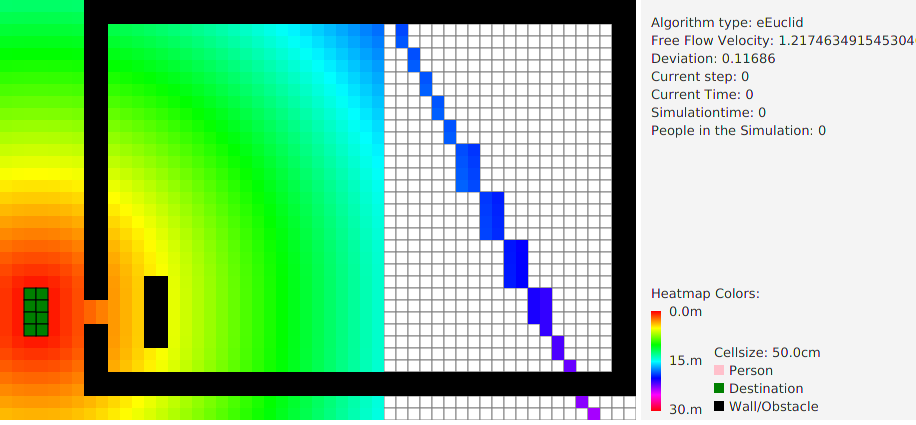 Algorithm type: eEuclid
Free Flow Velocity: 1.217463491545304
Deviation: 0.11686
Current step: 0
Current Time: 0
Simulationtime: 0
People in the Simulation: 0
Heatmap Colors:
0.0m
15.m
30.m
Cellsize: 50.0cm
Person
Destination
Wall/Obstacle